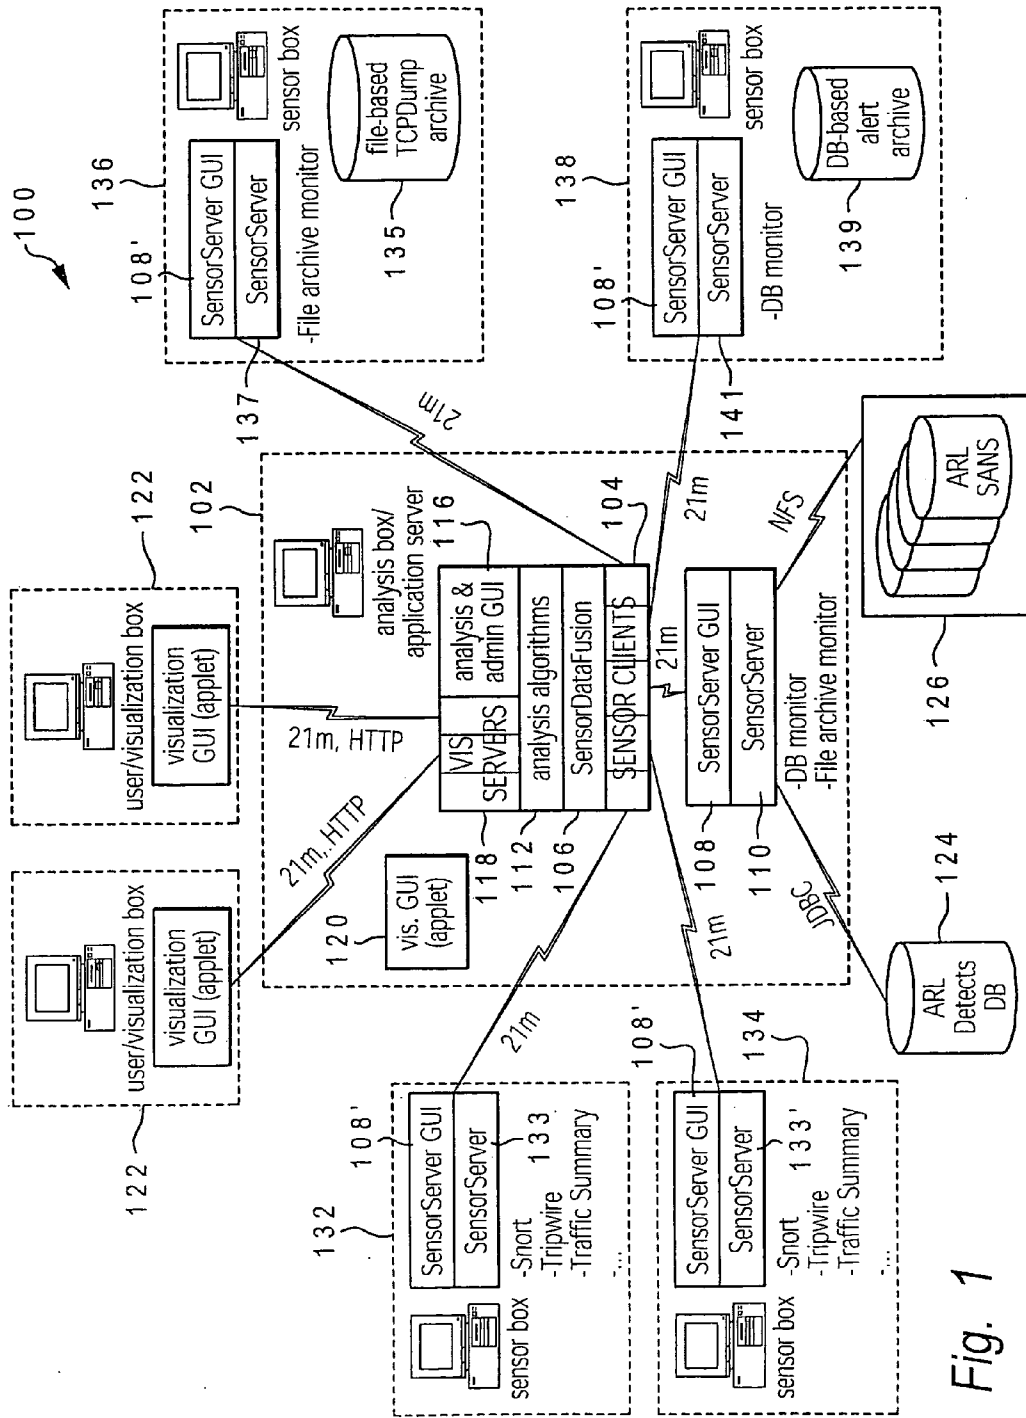 100
122
user/visualization box
visualization
GUI (applet)
122
user/visualization box
visualization
GUI (applet)
21m, HTTP
21m, HTTP
102
analysis box/
application server
120
vis. GUI
(applet)
VIS
SERVERS
118
analysis &
admin GUI
116
analysis algorithms
112
SensorDataFusion
106
SENSOR CLIENTS
104
21m
SensorServer GUI
108
SensorServer
110
-DB monitor
-File archive monitor
JDBC
NFS
ARL
Detects
DB
124
ARL
SANS
126
132
108'
SensorServer GUI
SensorServer
133
-Snort
-Tripwire
-Traffic Summary
-...
sensor box
21m
134
108'
SensorServer GUI
SensorServer
133'
-Snort
-Tripwire
-Traffic Summary
-...
sensor box
21m
136
108'
SensorServer GUI
SensorServer
137
-File archive monitor
sensor box
file-based
TCPDump
archive
135
21m
138
108'
SensorServer GUI
SensorServer
141
-DB monitor
sensor box
DB-based
alert
archive
139
21m
Fig. 1